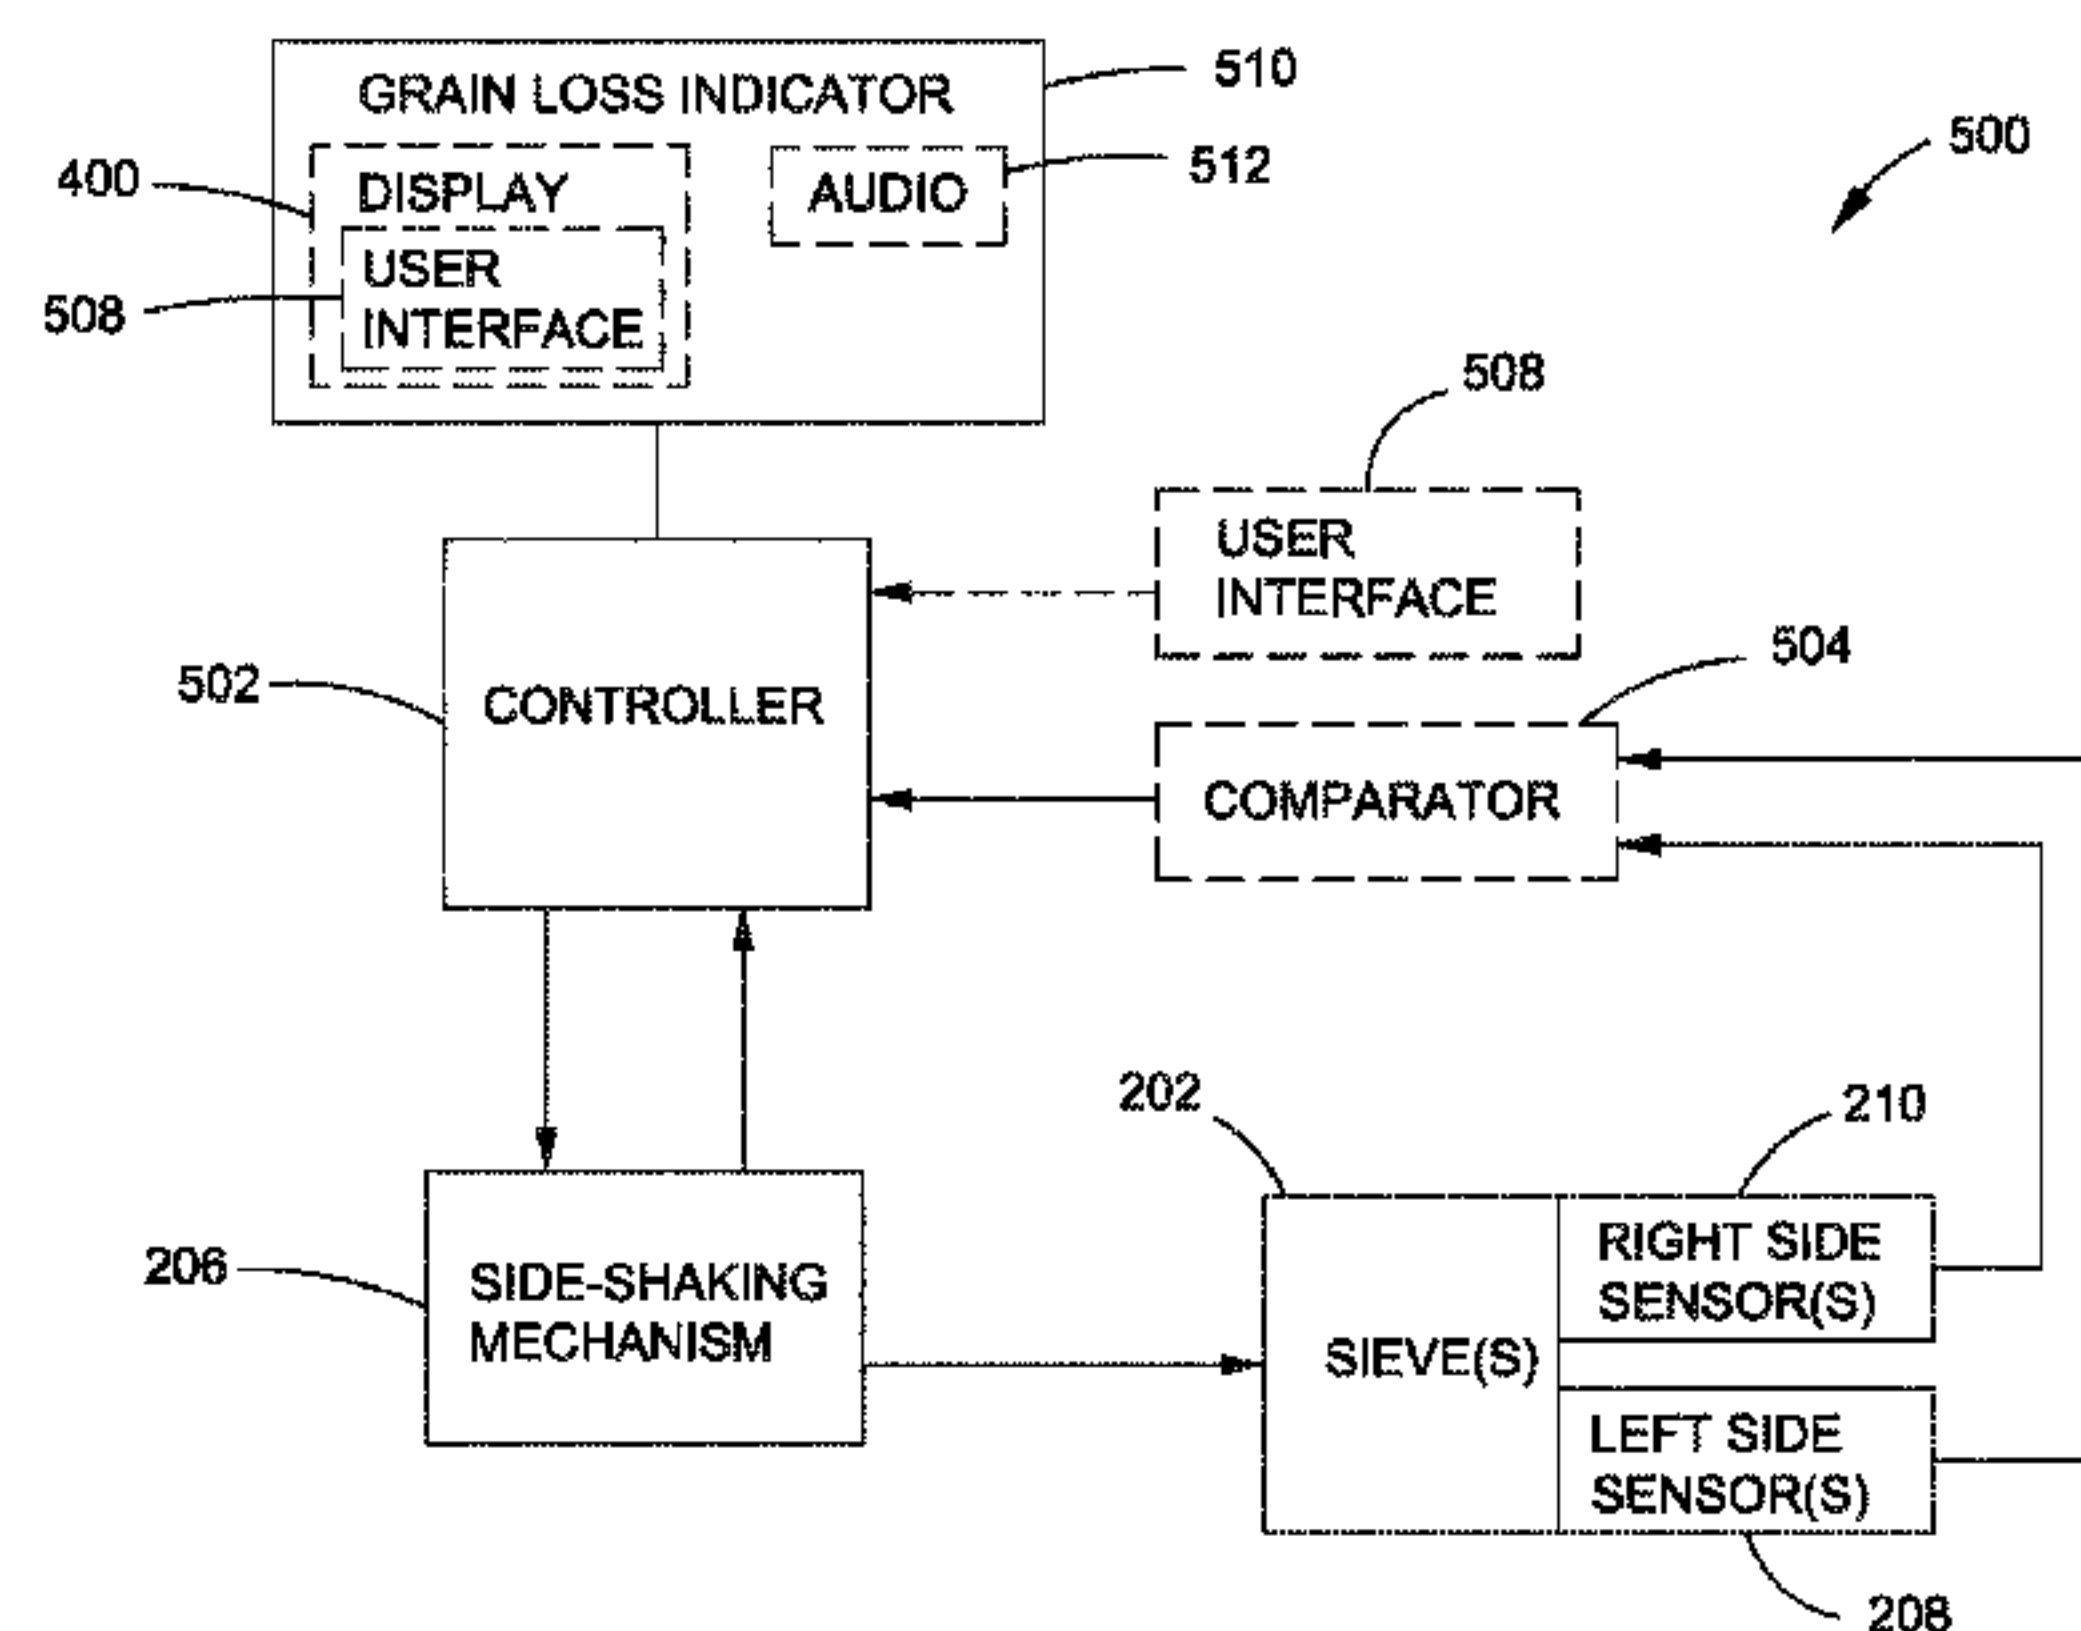 GRAIN LOSS INDICATOR
510
500
400
DISPLAY
AUDIO
512
508
USER
INTERFACE
508
USER
INTERFACE
504
502
CONTROLLER
COMPARATOR
202
210
206
SIDE-SHAKING
MECHANISM
SIEVE(S)
RIGHT SIDE
SENSOR(S)
LEFT SIDE
SENSOR(S)
208